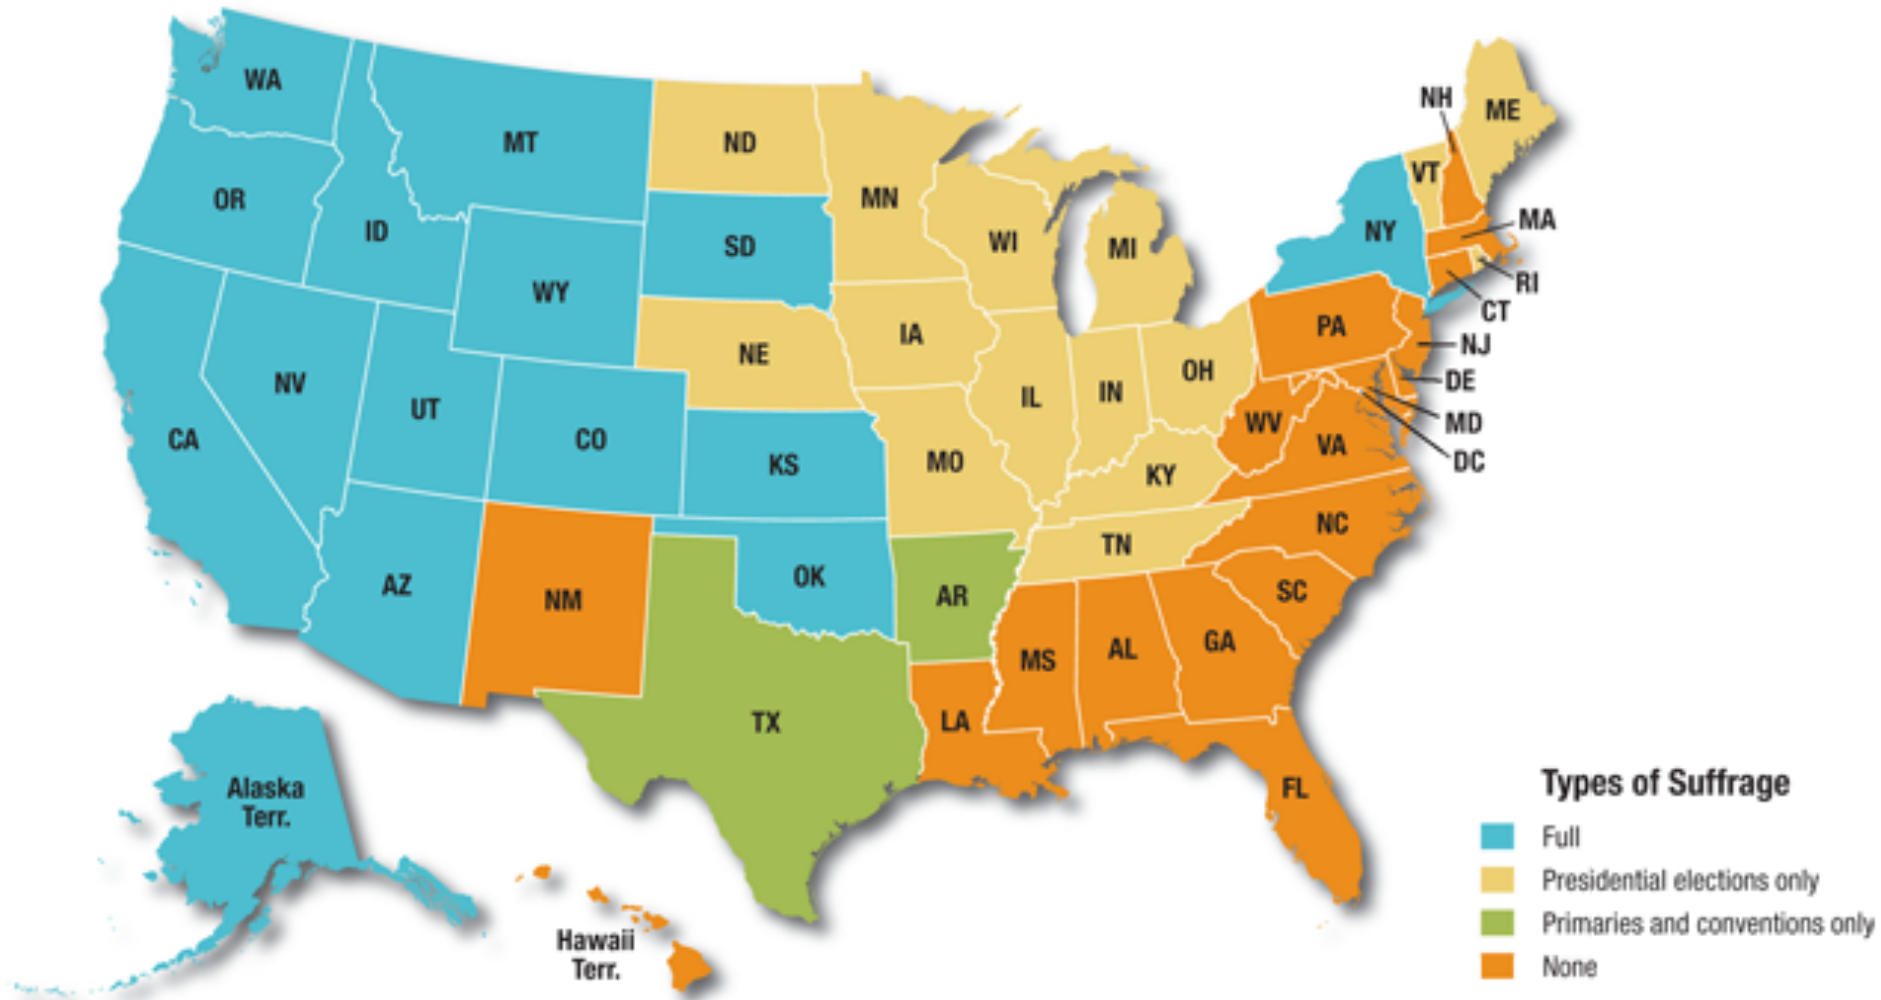 WA
MT
ND
MN
OR
ID
SD
WY
WI
MI
NH
ME
VT
NY
MA
RI
CT
NE
IA
PA
NJ
NV
UT
CO
IL
IN
OH
DE
MD
DC
CA
KS
MO
WV
VA
KY
NC
TN
AZ
NM
OK
AR
SC
MS
AL
GA
TX
LA
FL
Alaska
Terr.
Hawaii
Terr.
Types of Suffrage
Full
Presidential elections only
Primaries and conventions only
None